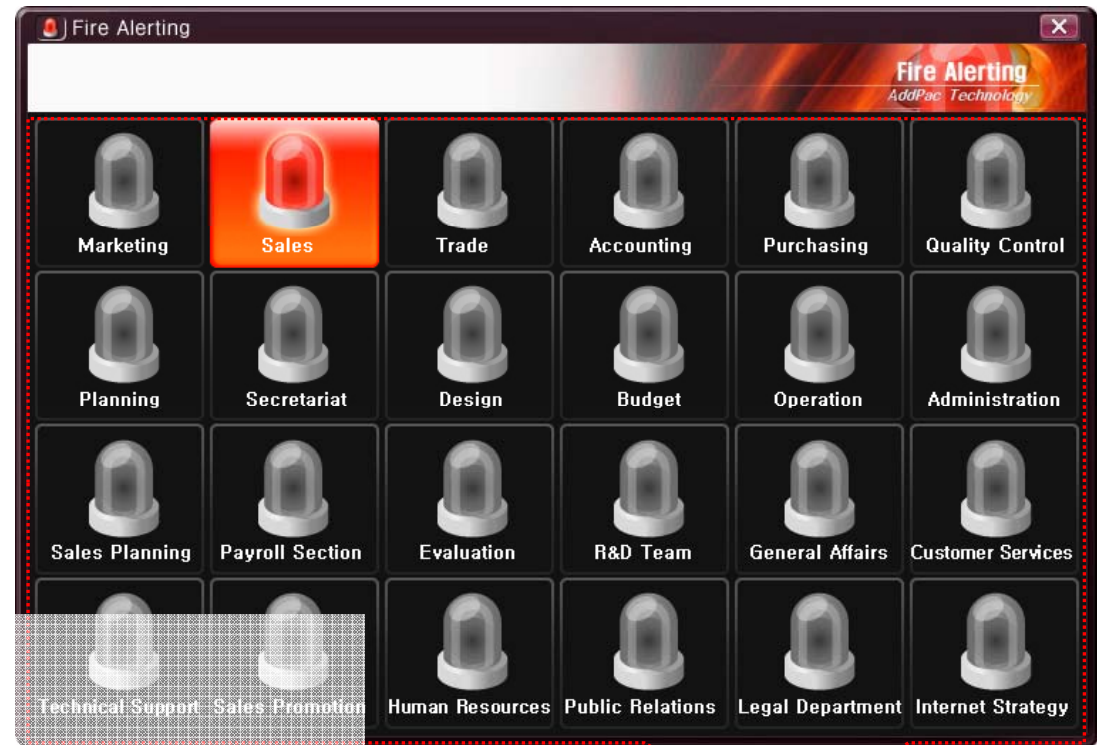 Fire Alerting
Fire Alerting
AddPac Technology
Marketing Sales Trade Accounting Purchasing Quality Control
Planning Secretariat Design Budget Operation Administration
Sales Planning Payroll Section Evaluation R&D Team General Affairs Customer Services
Technical Support Sales Promotion Human Resources Public Relations Legal Department Internet Strategy